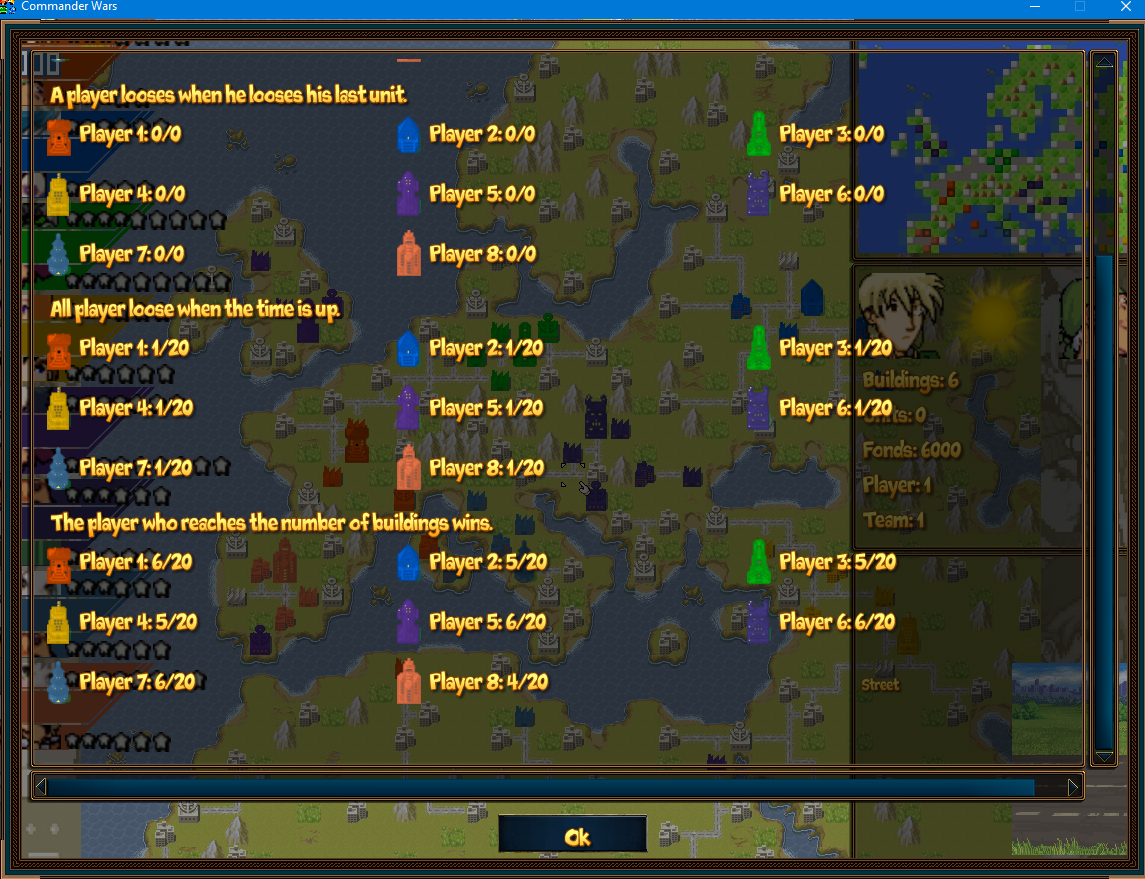 Commander Wars
A player looses when he looses his last unit.
Player 1: 0/0 Player 2: 0/0 Player 3: 0/0
Player 4: 0/0 Player 5: 0/0 Player 6: 0/0
Player 7: 0/0 Player 8: 0/0
All player loose when the time is up.
Player 1: 1/20 Player 2: 1/20 Player 3: 1/20
Player 4: 1/20 Player 5: 1/20 Player 6: 1/20
Player 7: 1/20 Player 8: 1/20
The player who reaches the number of buildings wins.
Player 1: 6/20 Player 2: 5/20 Player 3: 5/20
Player 4: 5/20 Player 5: 6/20 Player 6: 6/20
Player 7: 6/20 Player 8: 4/20
Buildings: 6
Units: 0
Fonds: 6000
Player: 1
Team: 1
Street
Ok